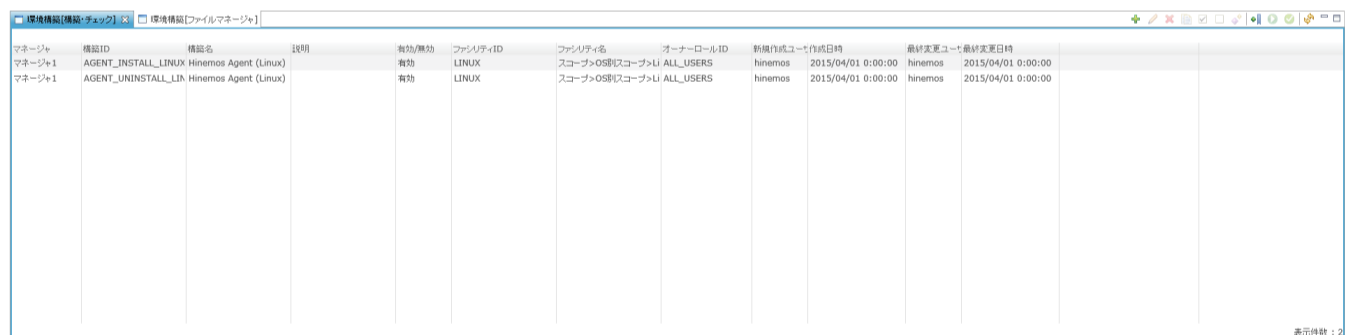 環境構築[構築・チェック] 環境構築[ファイルマネージャ]
マネージャ 構築ID 構築名 説明 有効/無効 ファシリティID ファシリティ名 オーナーロールID 新規作成ユーザ 作成日時 最終変更ユーザ 最終変更日時
マネージャ1 AGENT_INSTALL_LINUX Hinemos Agent (Linux) 有効 LINUX スコープ>OS別スコープ>Li ALL_USERS hinemos 2015/04/01 0:00:00 hinemos 2015/04/01 0:00:00
マネージャ1 AGENT_UNINSTALL_LIN Hinemos Agent (Linux) 有効 LINUX スコープ>OS別スコープ>Li ALL_USERS hinemos 2015/04/01 0:00:00 hinemos 2015/04/01 0:00:00
表示件数 : 2